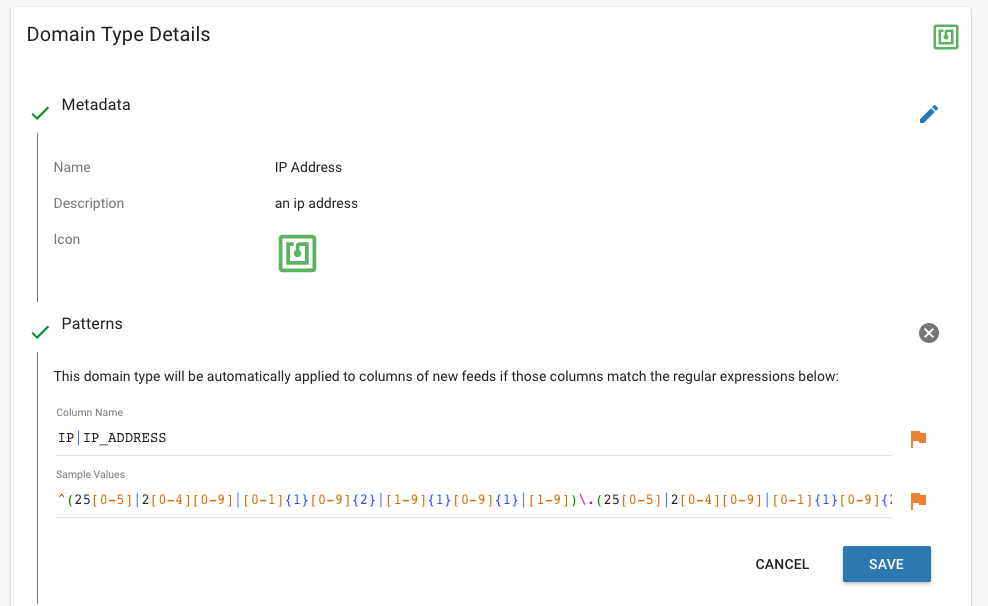 Domain Type Details
Metadata
Name IP Address
Description an ip address
Icon
Patterns
This domain type will be automatically applied to columns of new feeds if those columns match the regular expressions below:
Column Name
IP|IP_ADDRESS
Sample Values
^(25[0-5]|2[0-4][0-9]|[0-1]{1}[0-9]{2}|[1-9]{1}[0-9]{1}|[1-9])\.(25[0-5]|2[0-4][0-9]|[0-1]{1}[0-9]{2
CANCEL SAVE